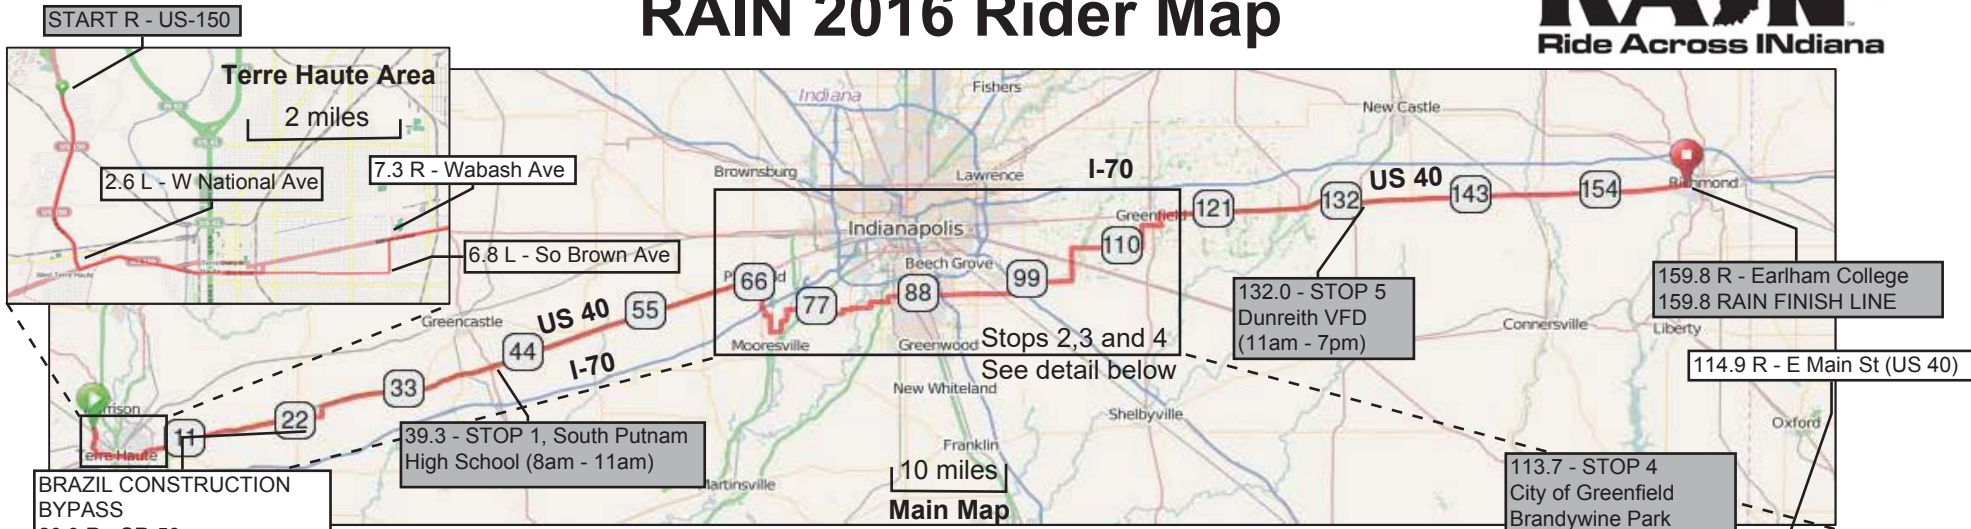 START R - US-150
RAIN 2016 Rider Map
RAIN
Ride Across INdiana
Terre Haute Area
2 miles
2.6 L - W National Ave
7.3 R - Wabash Ave
6.8 L - So Brown Ave
West Terre Haute
Indiana
Fishers
New Castle
Brownsburg
Lawrence
I-70
US 40
Richmond
Indianapolis
Greenfield
Beech Grove
121
132
143
154
110
99
88
77
66
55
44
33
22
11
US 40
I-70
Greencastle
Mooresville
Greenwood
Stops 2,3 and 4
See detail below
132.0 - STOP 5
Dunreith VFD
(11am - 7pm)
159.8 R - Earlham College
159.8 RAIN FINISH LINE
Connersville
Liberty
114.9 R - E Main St (US 40)
New Whiteland
Shelbyville
Oxford
Franklin
Martinsville
10 miles
Main Map
39.3 - STOP 1, South Putnam
High School (8am - 11am)
113.7 - STOP 4
City of Greenfield
Brandywine Park
BRAZIL CONSTRUCTION
BYPASS